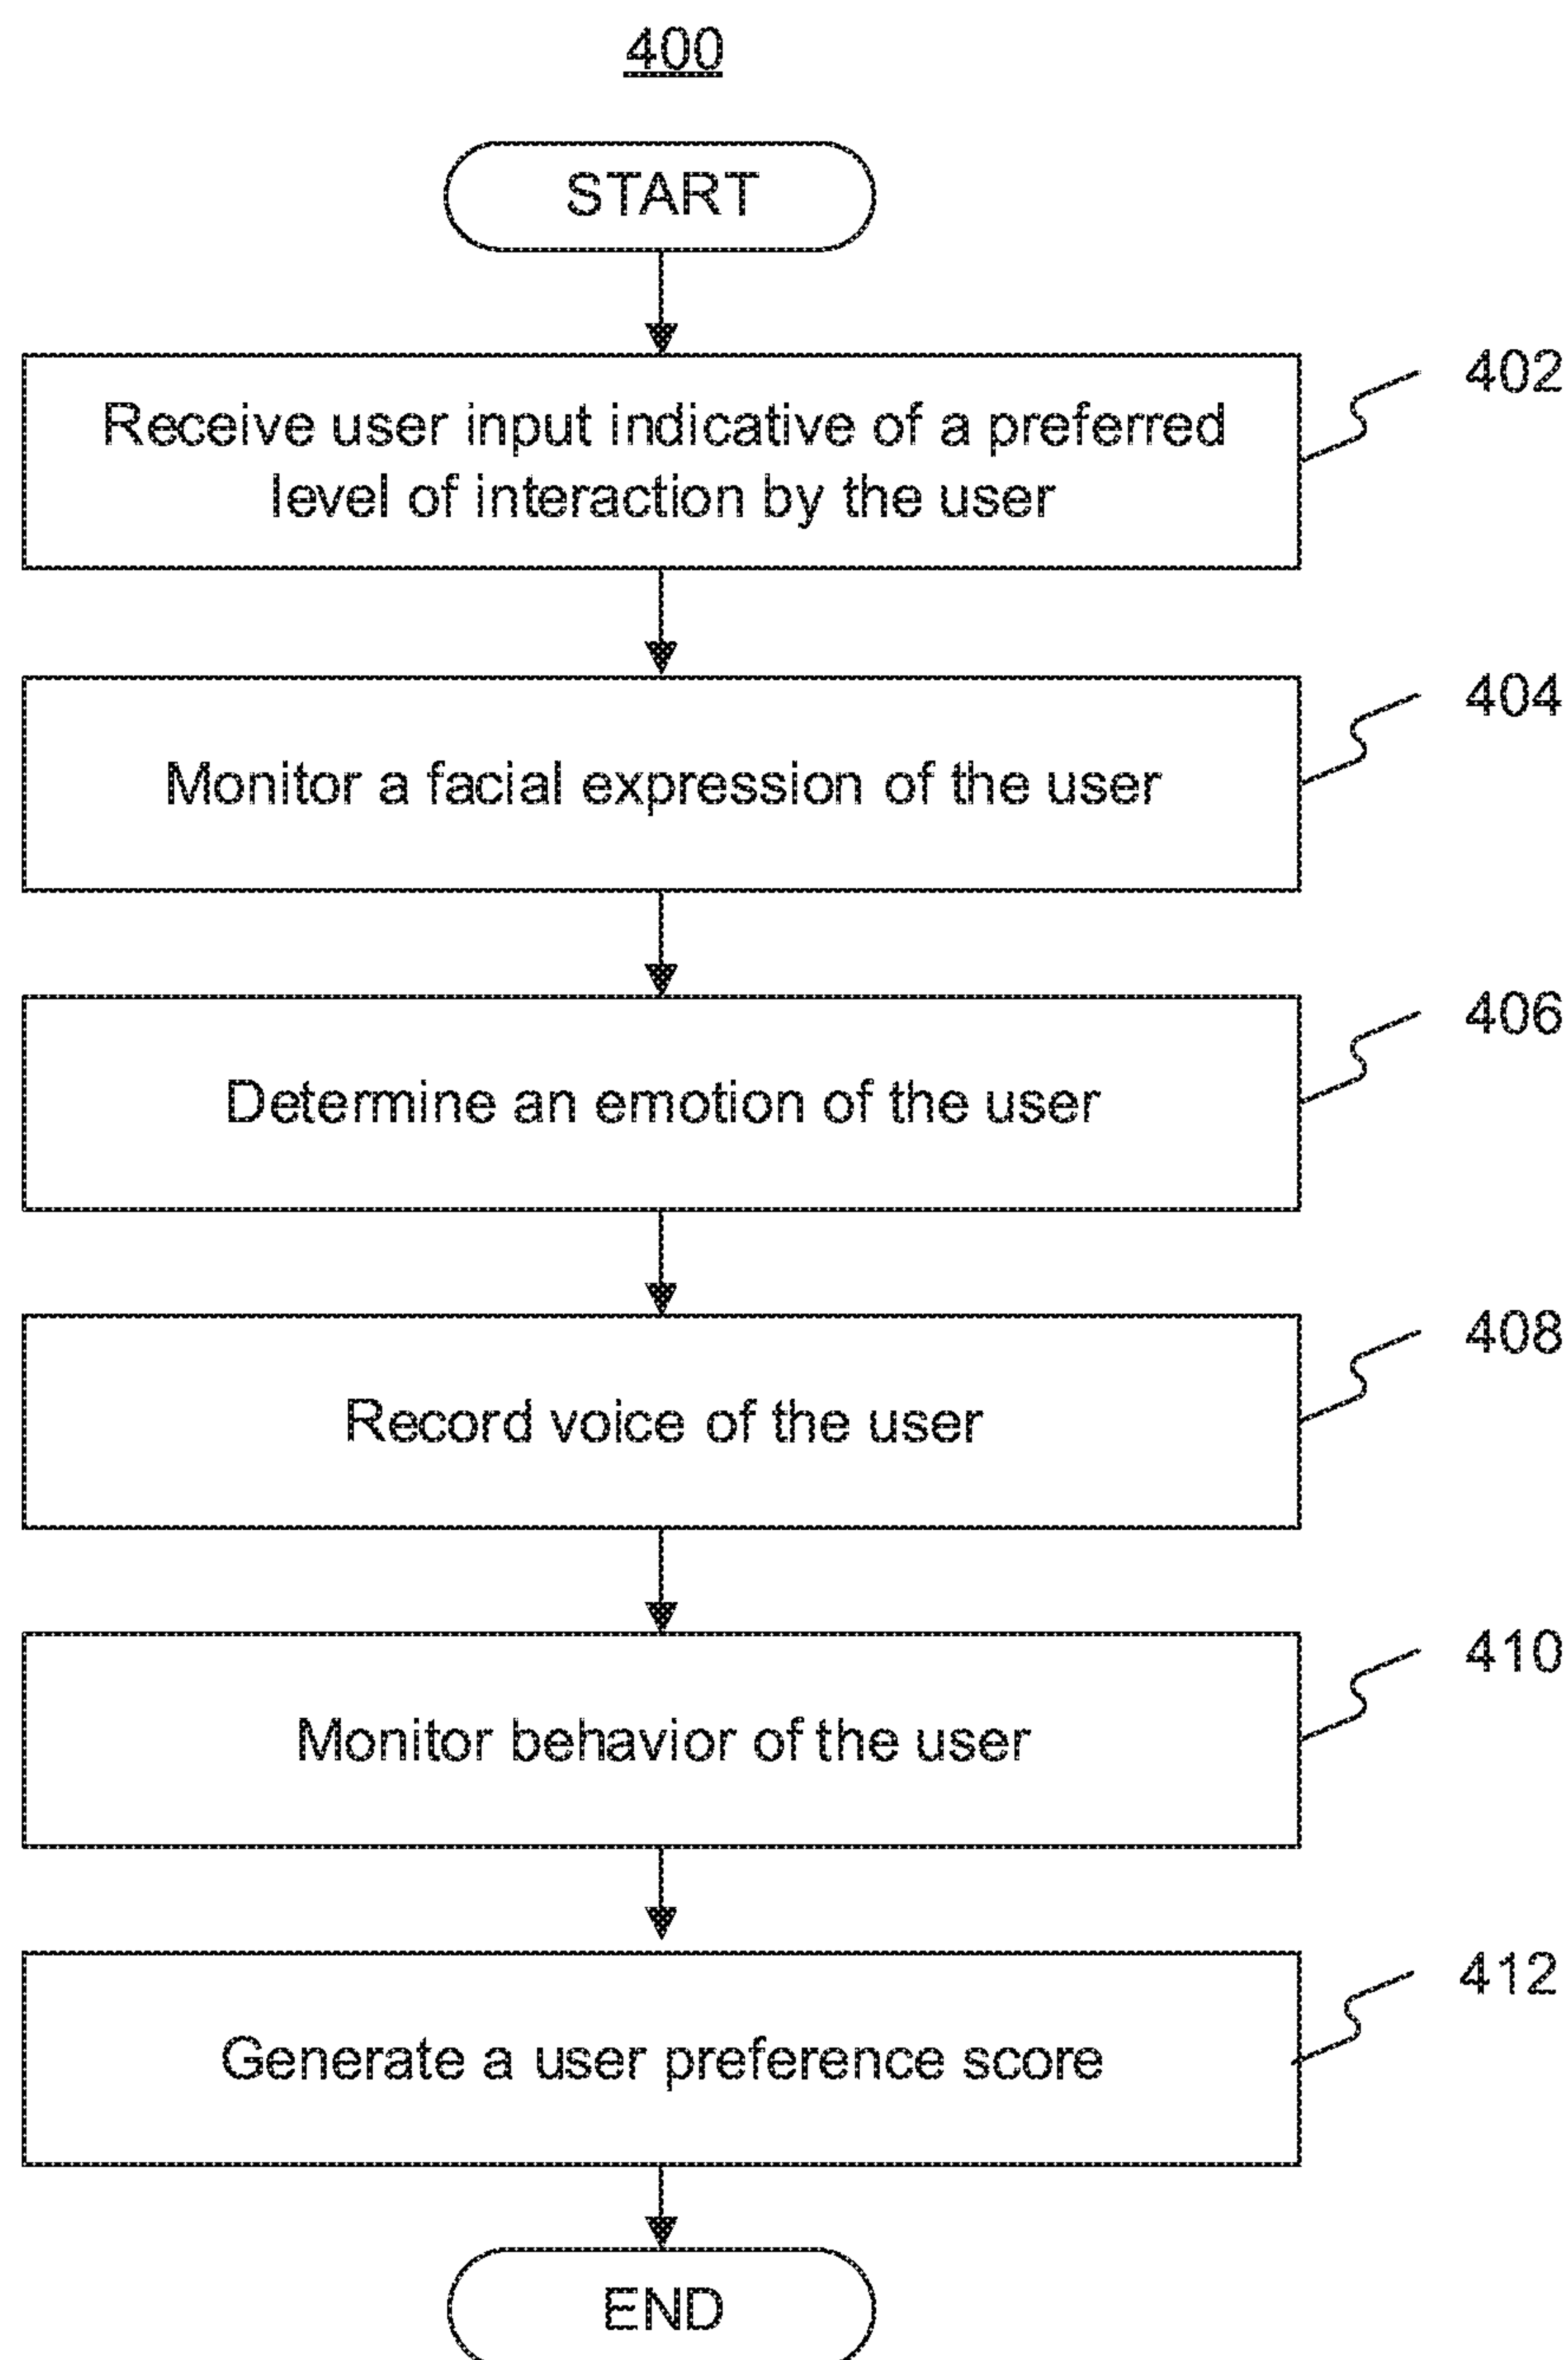 400
START
Receive user input indicative of a preferred
level of interaction by the user
402
Monitor a facial expression of the user
404
Determine an emotion of the user
406
Record voice of the user
408
Monitor behavior of the user
410
Generate a user preference score
412
END